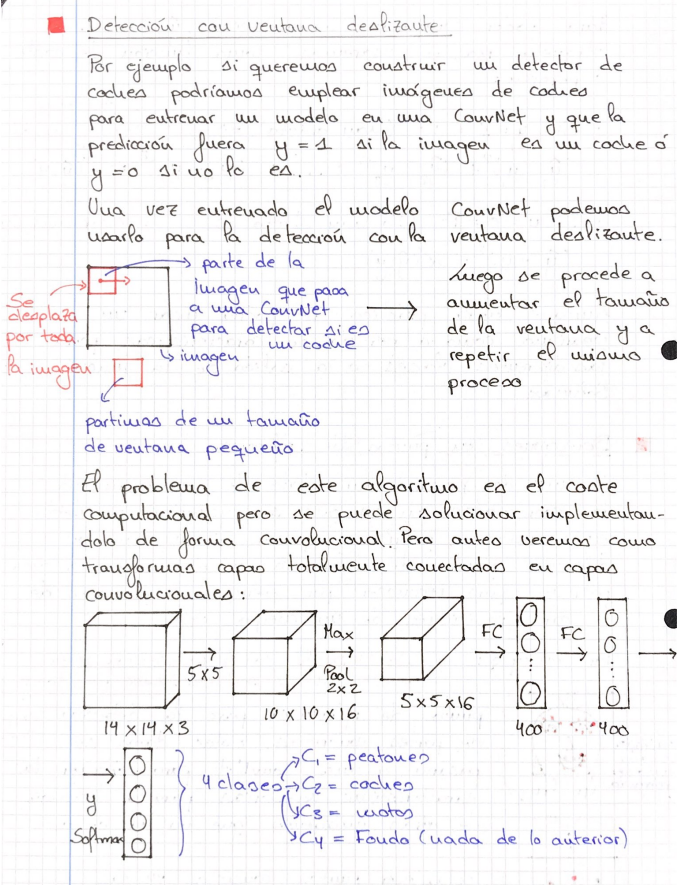 Detección con ventana deslizante
Por ejemplo si queremos construir un detector de
coches podríamos emplear imágenes de coches
para entrenar un modelo en una ConvNet y que la
predicción fuera y = 1 si la imagen es un coche ó
y = 0 si no lo es.
Una vez entrenado el modelo ConvNet podemos
usarlo para la detección con la ventana deslizante.
Se
desplaza
por toda
la imagen
parte de la
Imagen que pasa
a una ConvNet
para detectar si es
un coche
imagen
partimos de un tamaño
de ventana pequeño
Luego se procede a
aumentar el tamaño
de la ventana y a
repetir el mismo
proceso
El problema de este algoritmo es el coste
computacional pero se puede solucionar implementan-
dolo de forma convolucional. Pero antes veremos como
transformas capas totalmente conectadas en capas
convolucionales:
14 x 14 x 3
5x5
10 x 10 x 16
Max
Pool
2x2
5x5x16
FC
400
FC
400
y
Softmax
4 clases
C1 = peatones
C2 = coches
C3 = motos
C4 = Fondo (nada de lo anterior)